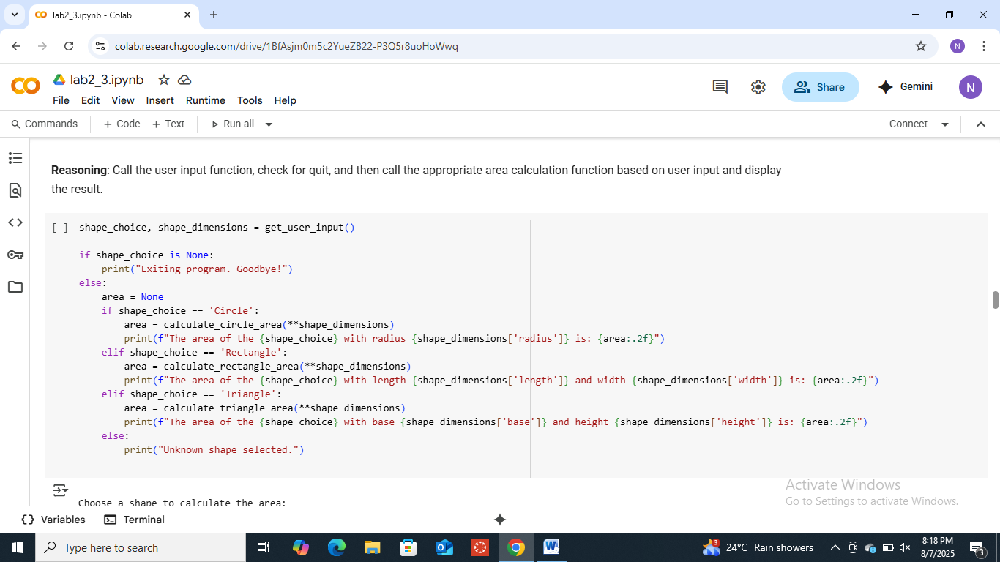 lab2_3.ipynb - Colab
colab.research.google.com/drive/1BfAsjm0m5c2YueZB22-P3Q5r8uoHoWwq
N
lab2_3.ipynb
File Edit View Insert Runtime Tools Help
Share
Gemini
N
Commands + Code + Text Run all
Connect
Reasoning: Call the user input function, check for quit, and then call the appropriate area calculation function based on user input and display
the result.
[ ] shape_choice, shape_dimensions = get_user_input()
if shape_choice is None:
    print("Exiting program. Goodbye!")
else:
    area = None
    if shape_choice == 'Circle':
        area = calculate_circle_area(**shape_dimensions)
        print(f"The area of the {shape_choice} with radius {shape_dimensions['radius']} is: {area:.2f}")
    elif shape_choice == 'Rectangle':
        area = calculate_rectangle_area(**shape_dimensions)
        print(f"The area of the {shape_choice} with length {shape_dimensions['length']} and width {shape_dimensions['width']} is: {area:.2f}")
    elif shape_choice == 'Triangle':
        area = calculate_triangle_area(**shape_dimensions)
        print(f"The area of the {shape_choice} with base {shape_dimensions['base']} and height {shape_dimensions['height']} is: {area:.2f}")
    else:
        print("Unknown shape selected.")
Choose a shape to calculate the area:
Activate Windows
Go to Settings to activate Windows.
Variables Terminal
Type here to search
3
24°C Rain showers
8:18 PM
8/7/2025
3